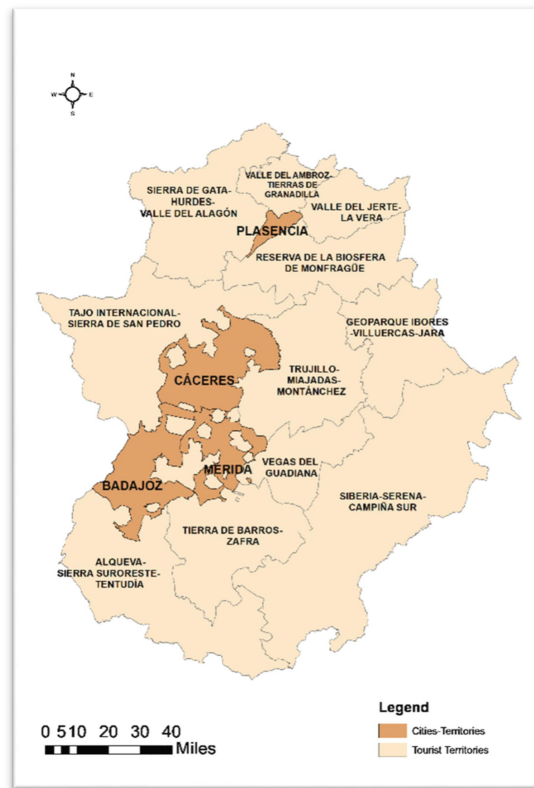 N
W E
S
VALLE DEL AMBROZ-
TIERRAS DE
GRANADILLA
SIERRA DE GATA-
HURDES-
VALLE DEL ALAGÓN
VALLE DEL JERTE-
LA VERA
PLASENCIA
RESERVA DE LA BIOSFERA
DE MONFRAGÜE
TAJO INTERNACIONAL-
SIERRA DE SAN PEDRO
GEOPARQUE IBORES
-VILLUERCAS-JARA
CÁCERES
TRUJILLO-
MIAJADAS-
MONTÁNCHEZ
MÉRIDA
VEGAS DEL
GUADIANA
BADAJOZ
SIBERIA-SERENA-
CAMPIÑA SUR
TIERRA DE BARROS-
ZAFRA
ALQUEVA-
SIERRA SUROESTE-
TENTUDÍA
Legend
Cities-Territories
Tourist Territories
0 5 10 20 30 40
Miles